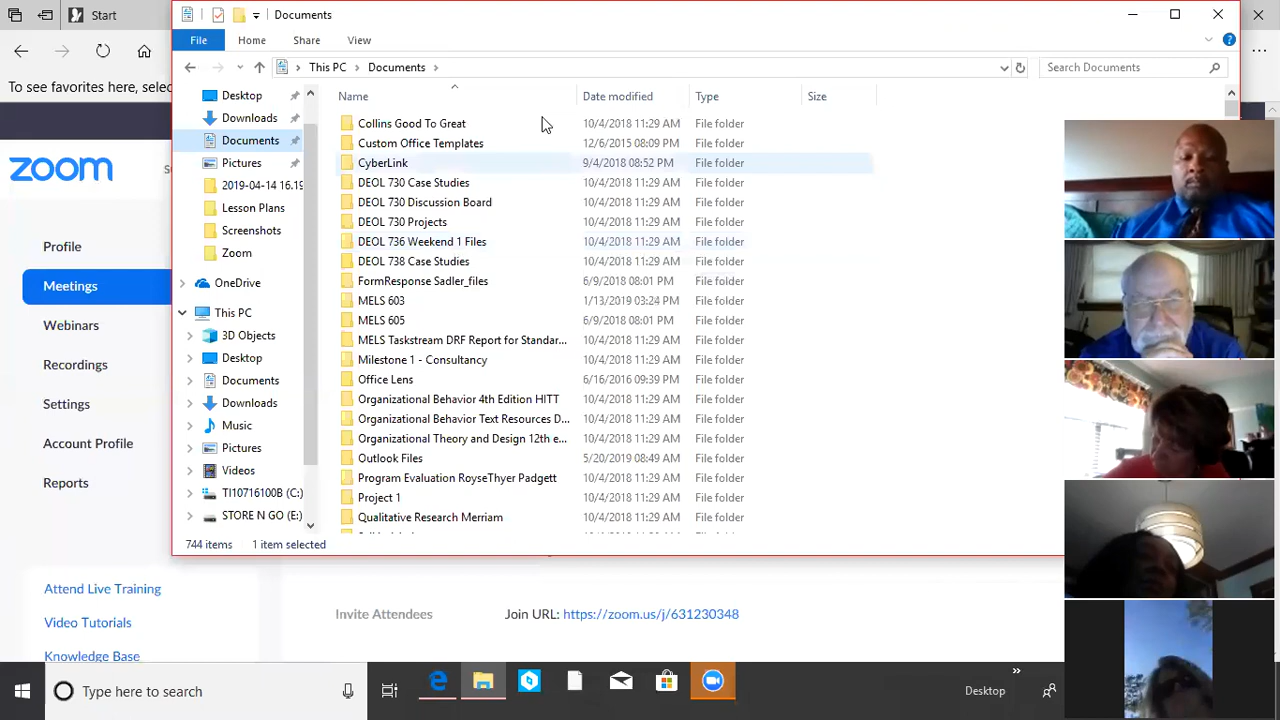 Start
Documents
File Home Share View
This PC Documents
Search Documents
To see favorites her
Name Date modified Type Size
Desktop
Downloads
Documents
Pictures
2019-04-14 16.19
Lesson Plans
Screenshots
Zoom
OneDrive
This PC
3D Objects
Desktop
Documents
Downloads
Music
Pictures
Videos
TI10716100B (C:)
STORE N GO (E:)
Collins Good To Great 10/4/2018 11:29 AM File folder
Custom Office Templates 12/6/2015 08:09 PM File folder
CyberLink 9/4/2018 08:52 PM File folder
DEOL 730 Case Studies 10/4/2018 11:29 AM File folder
DEOL 730 Discussion Board 10/4/2018 11:29 AM File folder
DEOL 730 Projects 10/4/2018 11:29 AM File folder
DEOL 736 Weekend 1 Files 10/4/2018 11:29 AM File folder
DEOL 738 Case Studies 10/4/2018 11:29 AM File folder
FormResponse Sadler_files 6/9/2018 08:01 PM File folder
MELS 603 1/13/2019 03:24 PM File folder
MELS 605 6/9/2018 08:01 PM File folder
MELS Taskstream DRF Report for Standar... 10/4/2018 11:29 AM File folder
Milestone 1 - Consultancy 10/4/2018 11:29 AM File folder
Office Lens 6/16/2016 09:39 PM File folder
Organizational Behavior 4th Edition HITT 10/4/2018 11:29 AM File folder
Organizational Behavior Text Resources D... 10/4/2018 11:29 AM File folder
Organizational Theory and Design 12th e... 10/4/2018 11:29 AM File folder
Outlook Files 5/20/2019 08:49 AM File folder
Program Evaluation RoyseThyer Padgett 10/4/2018 11:29 AM File folder
Project 1 10/4/2018 11:29 AM File folder
Qualitative Research Merriam 10/4/2018 11:29 AM File folder
744 items 1 item selected
zoom
Profile
Meetings
Webinars
Recordings
Settings
Account Profile
Reports
Attend Live Training
Video Tutorials
Knowledge Base
Invite Attendees Join URL: https://zoom.us/j/631230348
Type here to search
Desktop